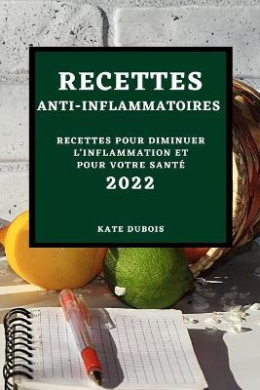 RECETTES
ANTI-INFLAMMATOIRES
RECETTES POUR DIMINUER
L'INFLAMMATION ET
POUR VOTRE SANTÉ
2022
KATE DUBOIS